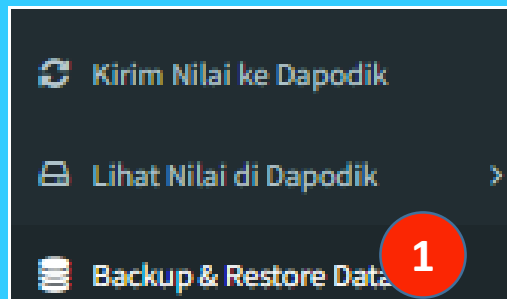 Kirim Nilai ke Dapodik
Lihat Nilai di Dapodik
Backup & Restore Data
1